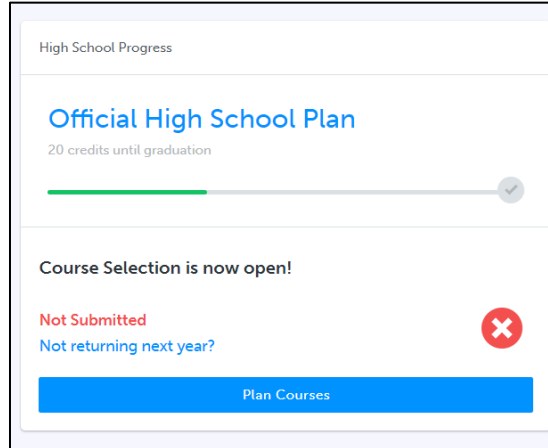 High School Progress
Official High School Plan
20 credits until graduation
Course Selection is now open!
Not Submitted
Not returning next year?
Plan Courses